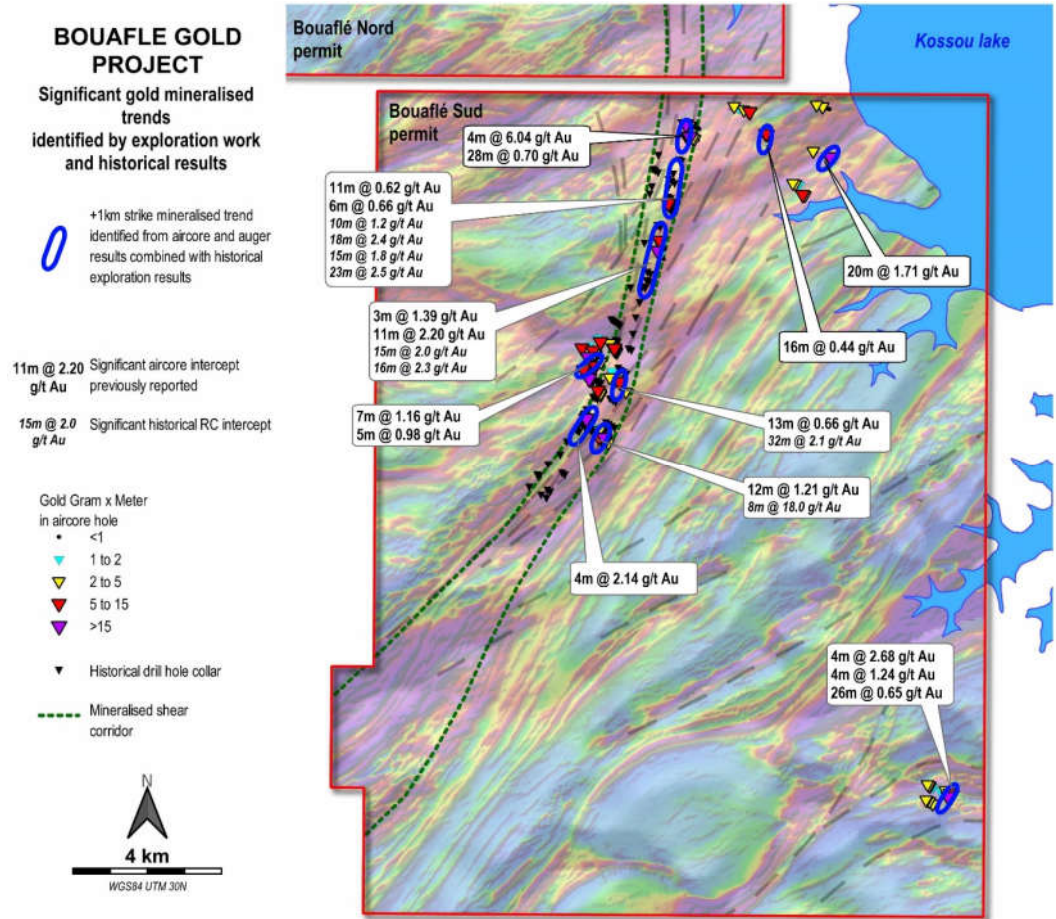 BOUAFLE GOLD
PROJECT
Significant gold mineralised
trends
identified by exploration work
and historical results
+1km strike mineralised trend
identified from aircore and auger
results combined with historical
exploration results
11m @ 2.20
g/t Au
Significant aircore intercept
previously reported
15m @ 2.0
g/t Au
Significant historical RC intercept
Gold Gram x Meter
in aircore hole
<1
1 to 2
2 to 5
5 to 15
>15
Historical drill hole collar
Mineralised shear
corridor
N
4 km
WGS84 UTM 30N
Bouaflé Nord
permit
Kossou lake
Bouaflé Sud
permit
4m @ 6.04 g/t Au
28m @ 0.70 g/t Au
11m @ 0.62 g/t Au
6m @ 0.66 g/t Au
10m @ 1.2 g/t Au
18m @ 2.4 g/t Au
15m @ 1.8 g/t Au
23m @ 2.5 g/t Au
20m @ 1.71 g/t Au
3m @ 1.39 g/t Au
11m @ 2.20 g/t Au
15m @ 2.0 g/t Au
16m @ 2.3 g/t Au
16m @ 0.44 g/t Au
7m @ 1.16 g/t Au
5m @ 0.98 g/t Au
13m @ 0.66 g/t Au
32m @ 2.1 g/t Au
12m @ 1.21 g/t Au
8m @ 18.0 g/t Au
4m @ 2.14 g/t Au
4m @ 2.68 g/t Au
4m @ 1.24 g/t Au
26m @ 0.65 g/t Au